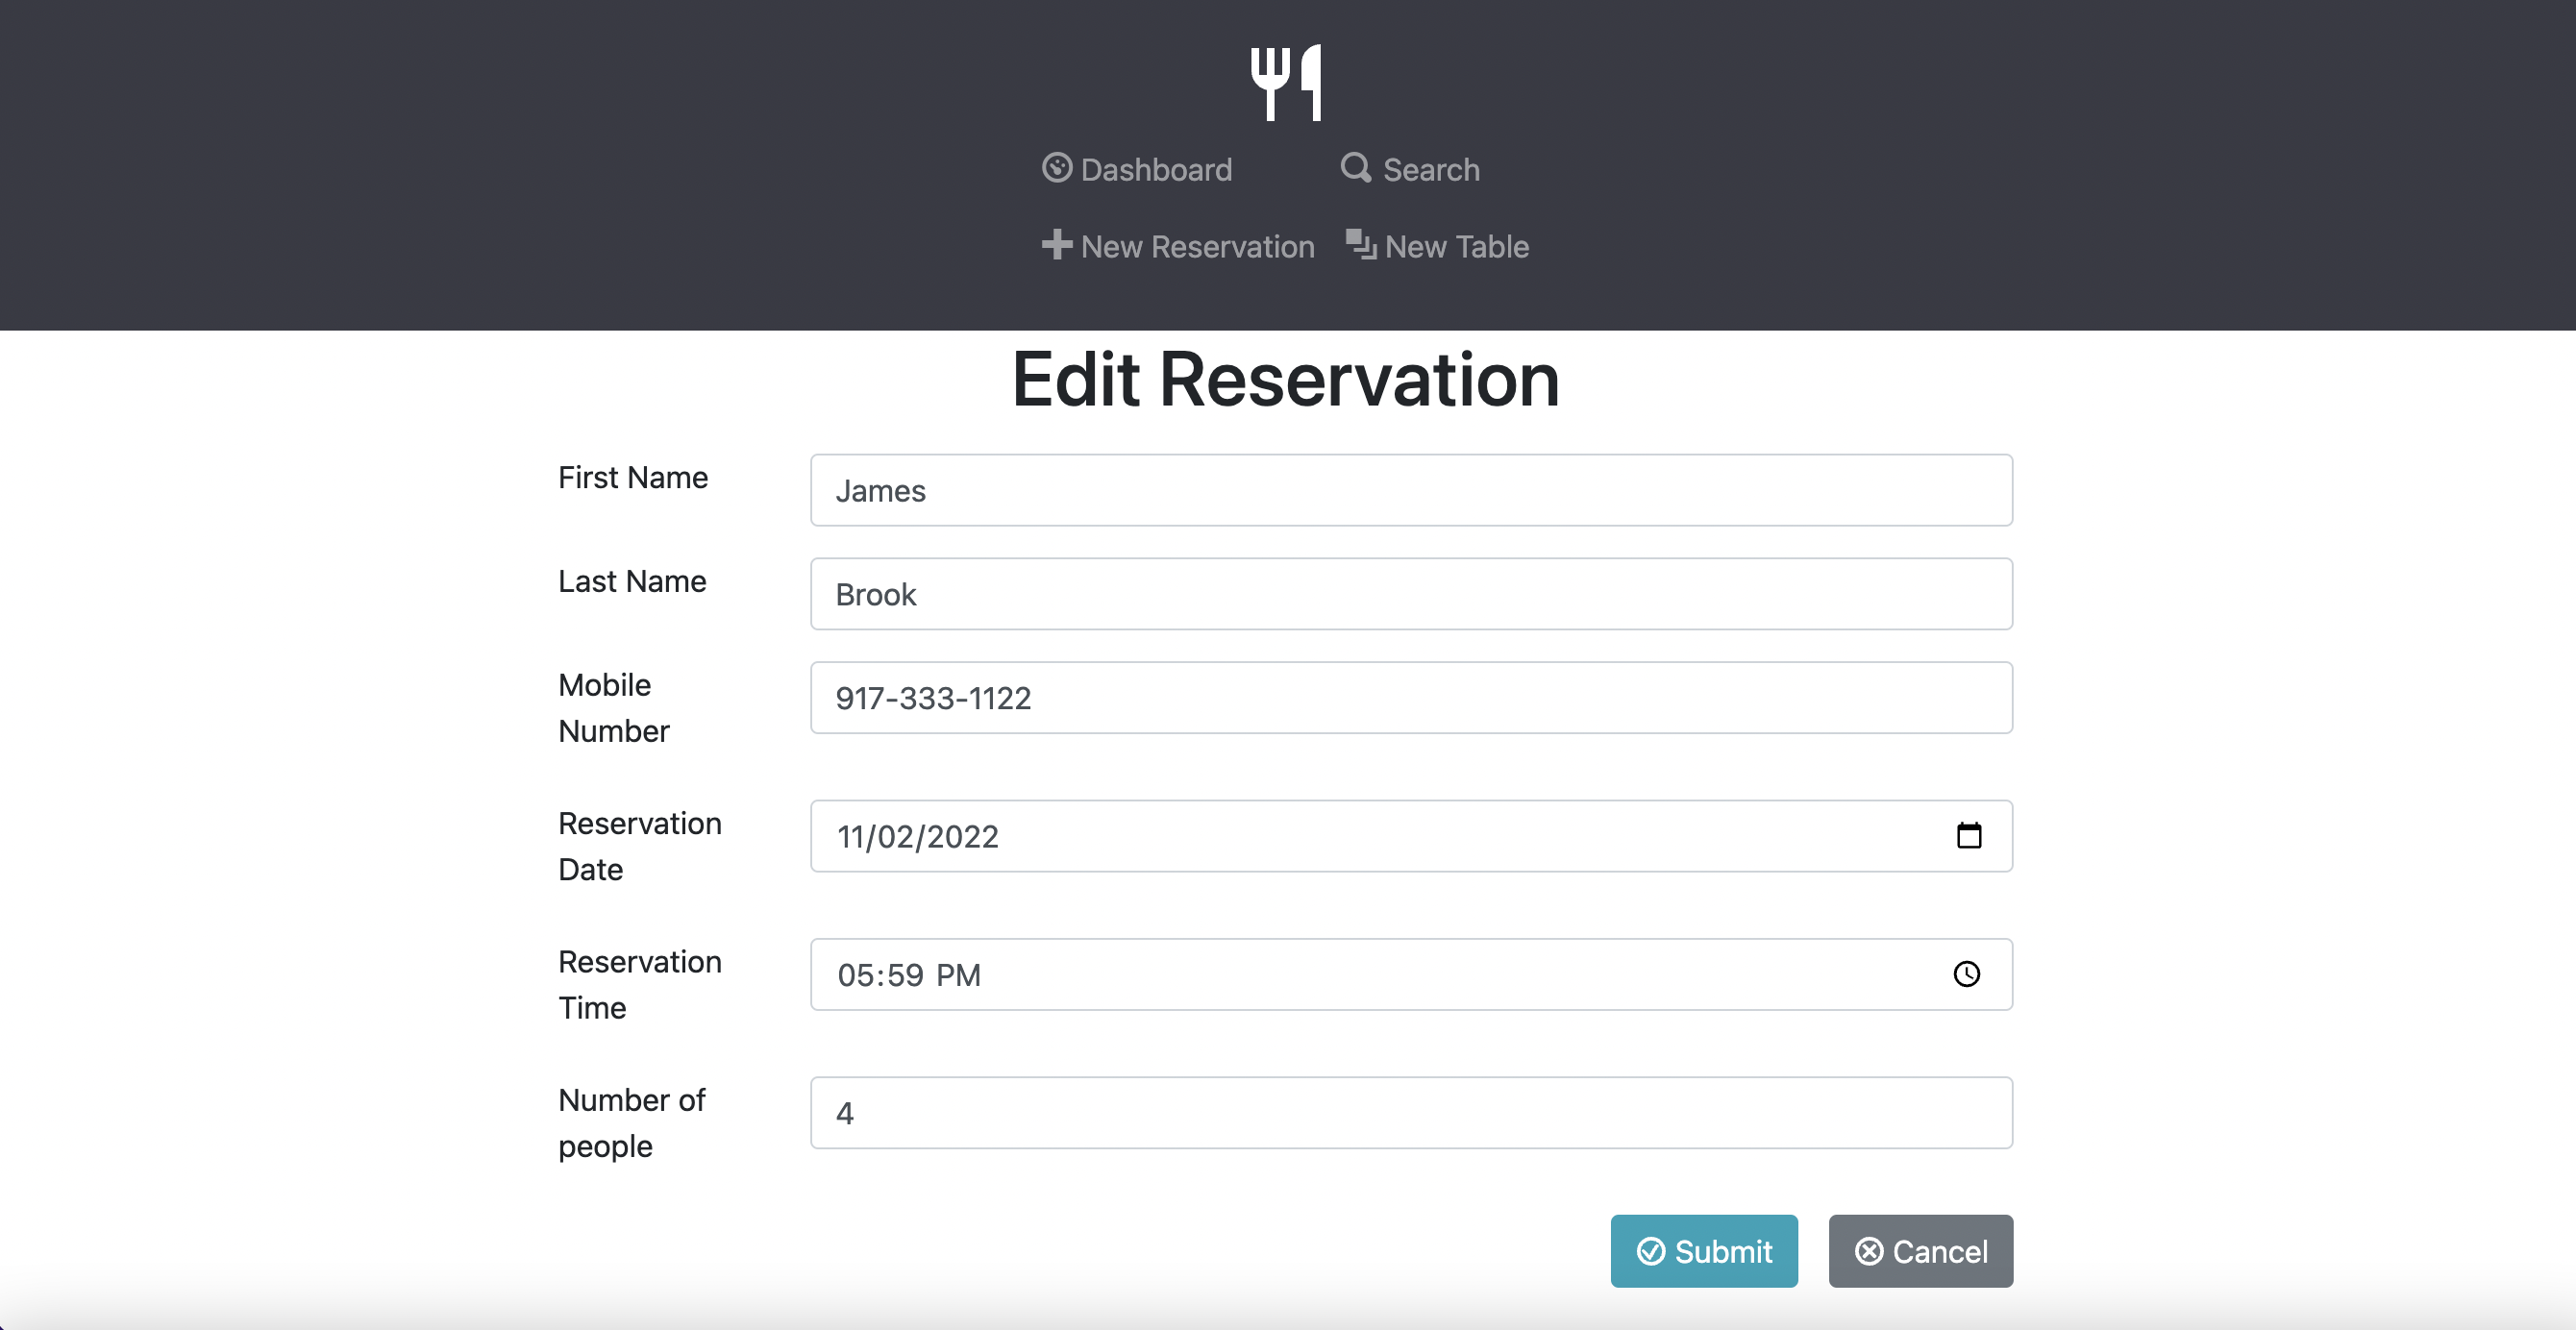 Dashboard Search
New Reservation New Table
Edit Reservation
First Name James
Last Name Brook
Mobile 917-333-1122
Number
Reservation 11/02/2022
Date
Reservation 05:59 PM
Time
Number of 4
people
Submit Cancel